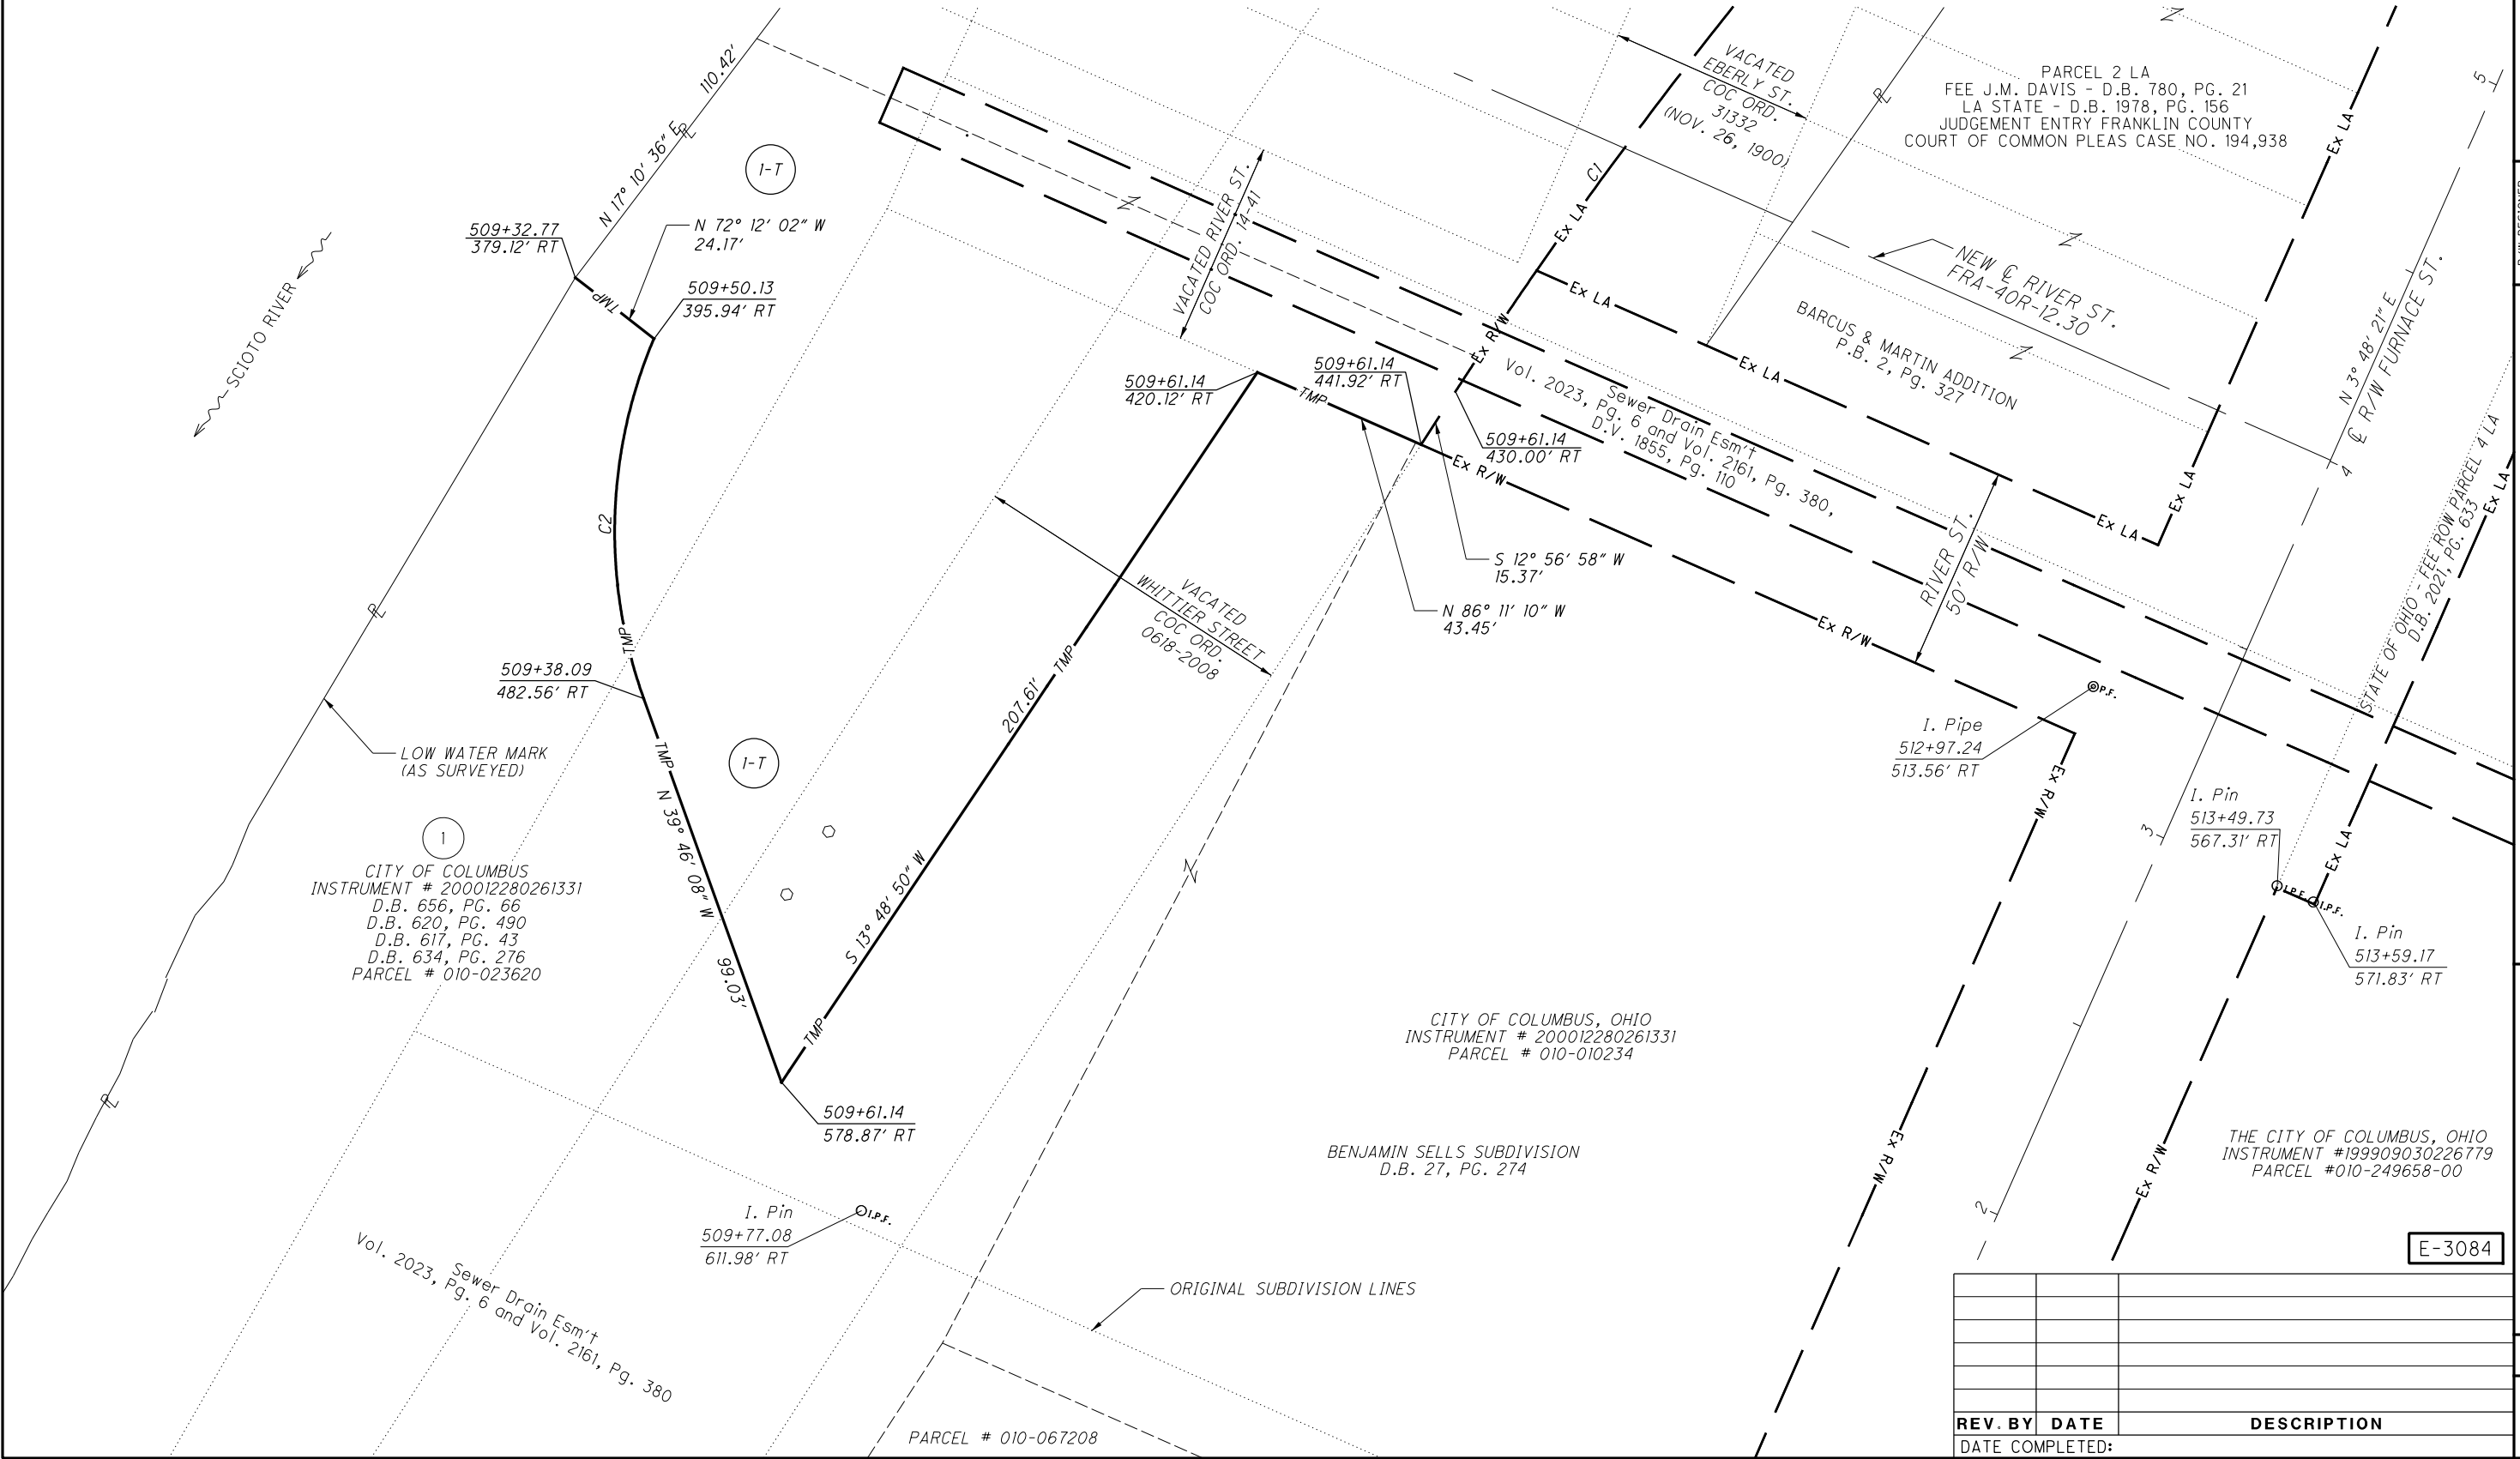 110.42'
N 17° 10' 36" E
PL
1-T
509+32.77
379.12' RT
N 72° 12' 02" W
24.17'
TMP
509+50.13
395.94' RT
SCIOTO RIVER
VACATED RIVER ST.
COC ORD. 14-41
VACATED
EBERLY ST.
COC ORD.
31332
(NOV. 26, 1900)
PL
PARCEL 2 LA
FEE J.M. DAVIS - D.B. 780, PG. 21
LA STATE - D.B. 1978, PG. 156
JUDGEMENT ENTRY FRANKLIN COUNTY
COURT OF COMMON PLEAS CASE NO. 194,938
Ex LA
5
C1
Ex LA
Ex LA
Ex R/W
NEW CL RIVER ST.
FRA-40R-12.30
BARCUS & MARTIN ADDITION
P.B. 2, Pg. 327
N 3° 48' 21" E
CL R/W FURNACE ST.
Ex LA
509+61.14
420.12' RT
509+61.14
441.92' RT
TMP
509+61.14
430.00' RT
Sewer Drain Esm't
Vol. 2023, Pg. 6 and Vol. 2161, Pg. 380,
D.V. 1855, Pg. 110
Ex R/W
Ex LA
Ex LA
4
STATE OF OHIO - FEE ROW PARCEL 4 LA
D.B. 2021, PG. 633
Ex LA
C2
S 12° 56' 58" W
15.37'
N 86° 11' 10" W
43.45'
RIVER ST.
50' R/W
VACATED
WHITTIER STREET
COC ORD.
0618-2008
PL
TMP
Ex R/W
509+38.09
482.56' RT
TMP
207.61'
P.F.
I. Pipe
512+97.24
513.56' RT
LOW WATER MARK
(AS SURVEYED)
TMP
1-T
Ex R/W
3
I. Pin
513+49.73
567.31' RT
Ex LA
I.P.F.
I.P.F.
I. Pin
513+59.17
571.83' RT
1
CITY OF COLUMBUS
INSTRUMENT # 200012280261331
D.B. 656, PG. 66
D.B. 620, PG. 490
D.B. 617, PG. 43
D.B. 634, PG. 276
PARCEL # 010-023620
N 39° 46' 08" W
99.03'
S 13° 48' 50" W
TMP
CITY OF COLUMBUS, OHIO
INSTRUMENT # 200012280261331
PARCEL # 010-010234
PL
509+61.14
578.87' RT
BENJAMIN SELLS SUBDIVISION
D.B. 27, PG. 274
Ex R/W
Ex R/W
THE CITY OF COLUMBUS, OHIO
INSTRUMENT #199909030226779
PARCEL #010-249658-00
I. Pin
509+77.08
611.98' RT
I.P.F.
2
E-3084
Sewer Drain Esm't
Vol. 2023, Pg. 6 and Vol. 2161, Pg. 380
ORIGINAL SUBDIVISION LINES
PARCEL # 010-067208
REV. BY DATE DESCRIPTION
DATE COMPLETED: